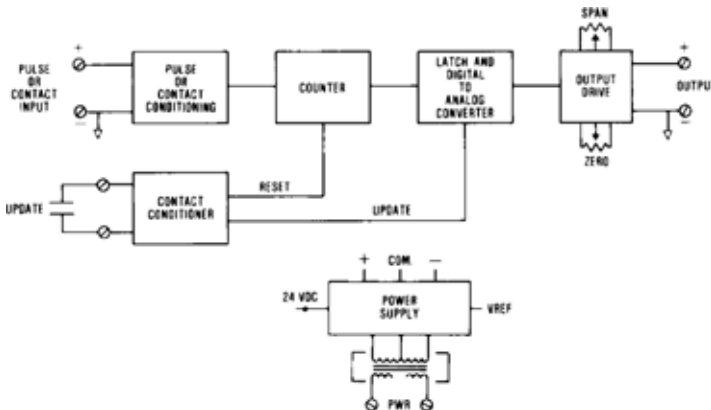 SPAN
+
PULSE
OR
CONTACT
INPUT
−
PULSE
OR
CONTACT
CONDITIONING
COUNTER
LATCH AND
DIGITAL
TO
ANALOG
CONVERTER
OUTPUT
DRIVE
+
OUTPU
−
ZERO
RESET
UPDATE
CONTACT
CONDITIONER
UPDATE
+ COM. −
24 VDC
POWER
SUPPLY
VREF
PWR